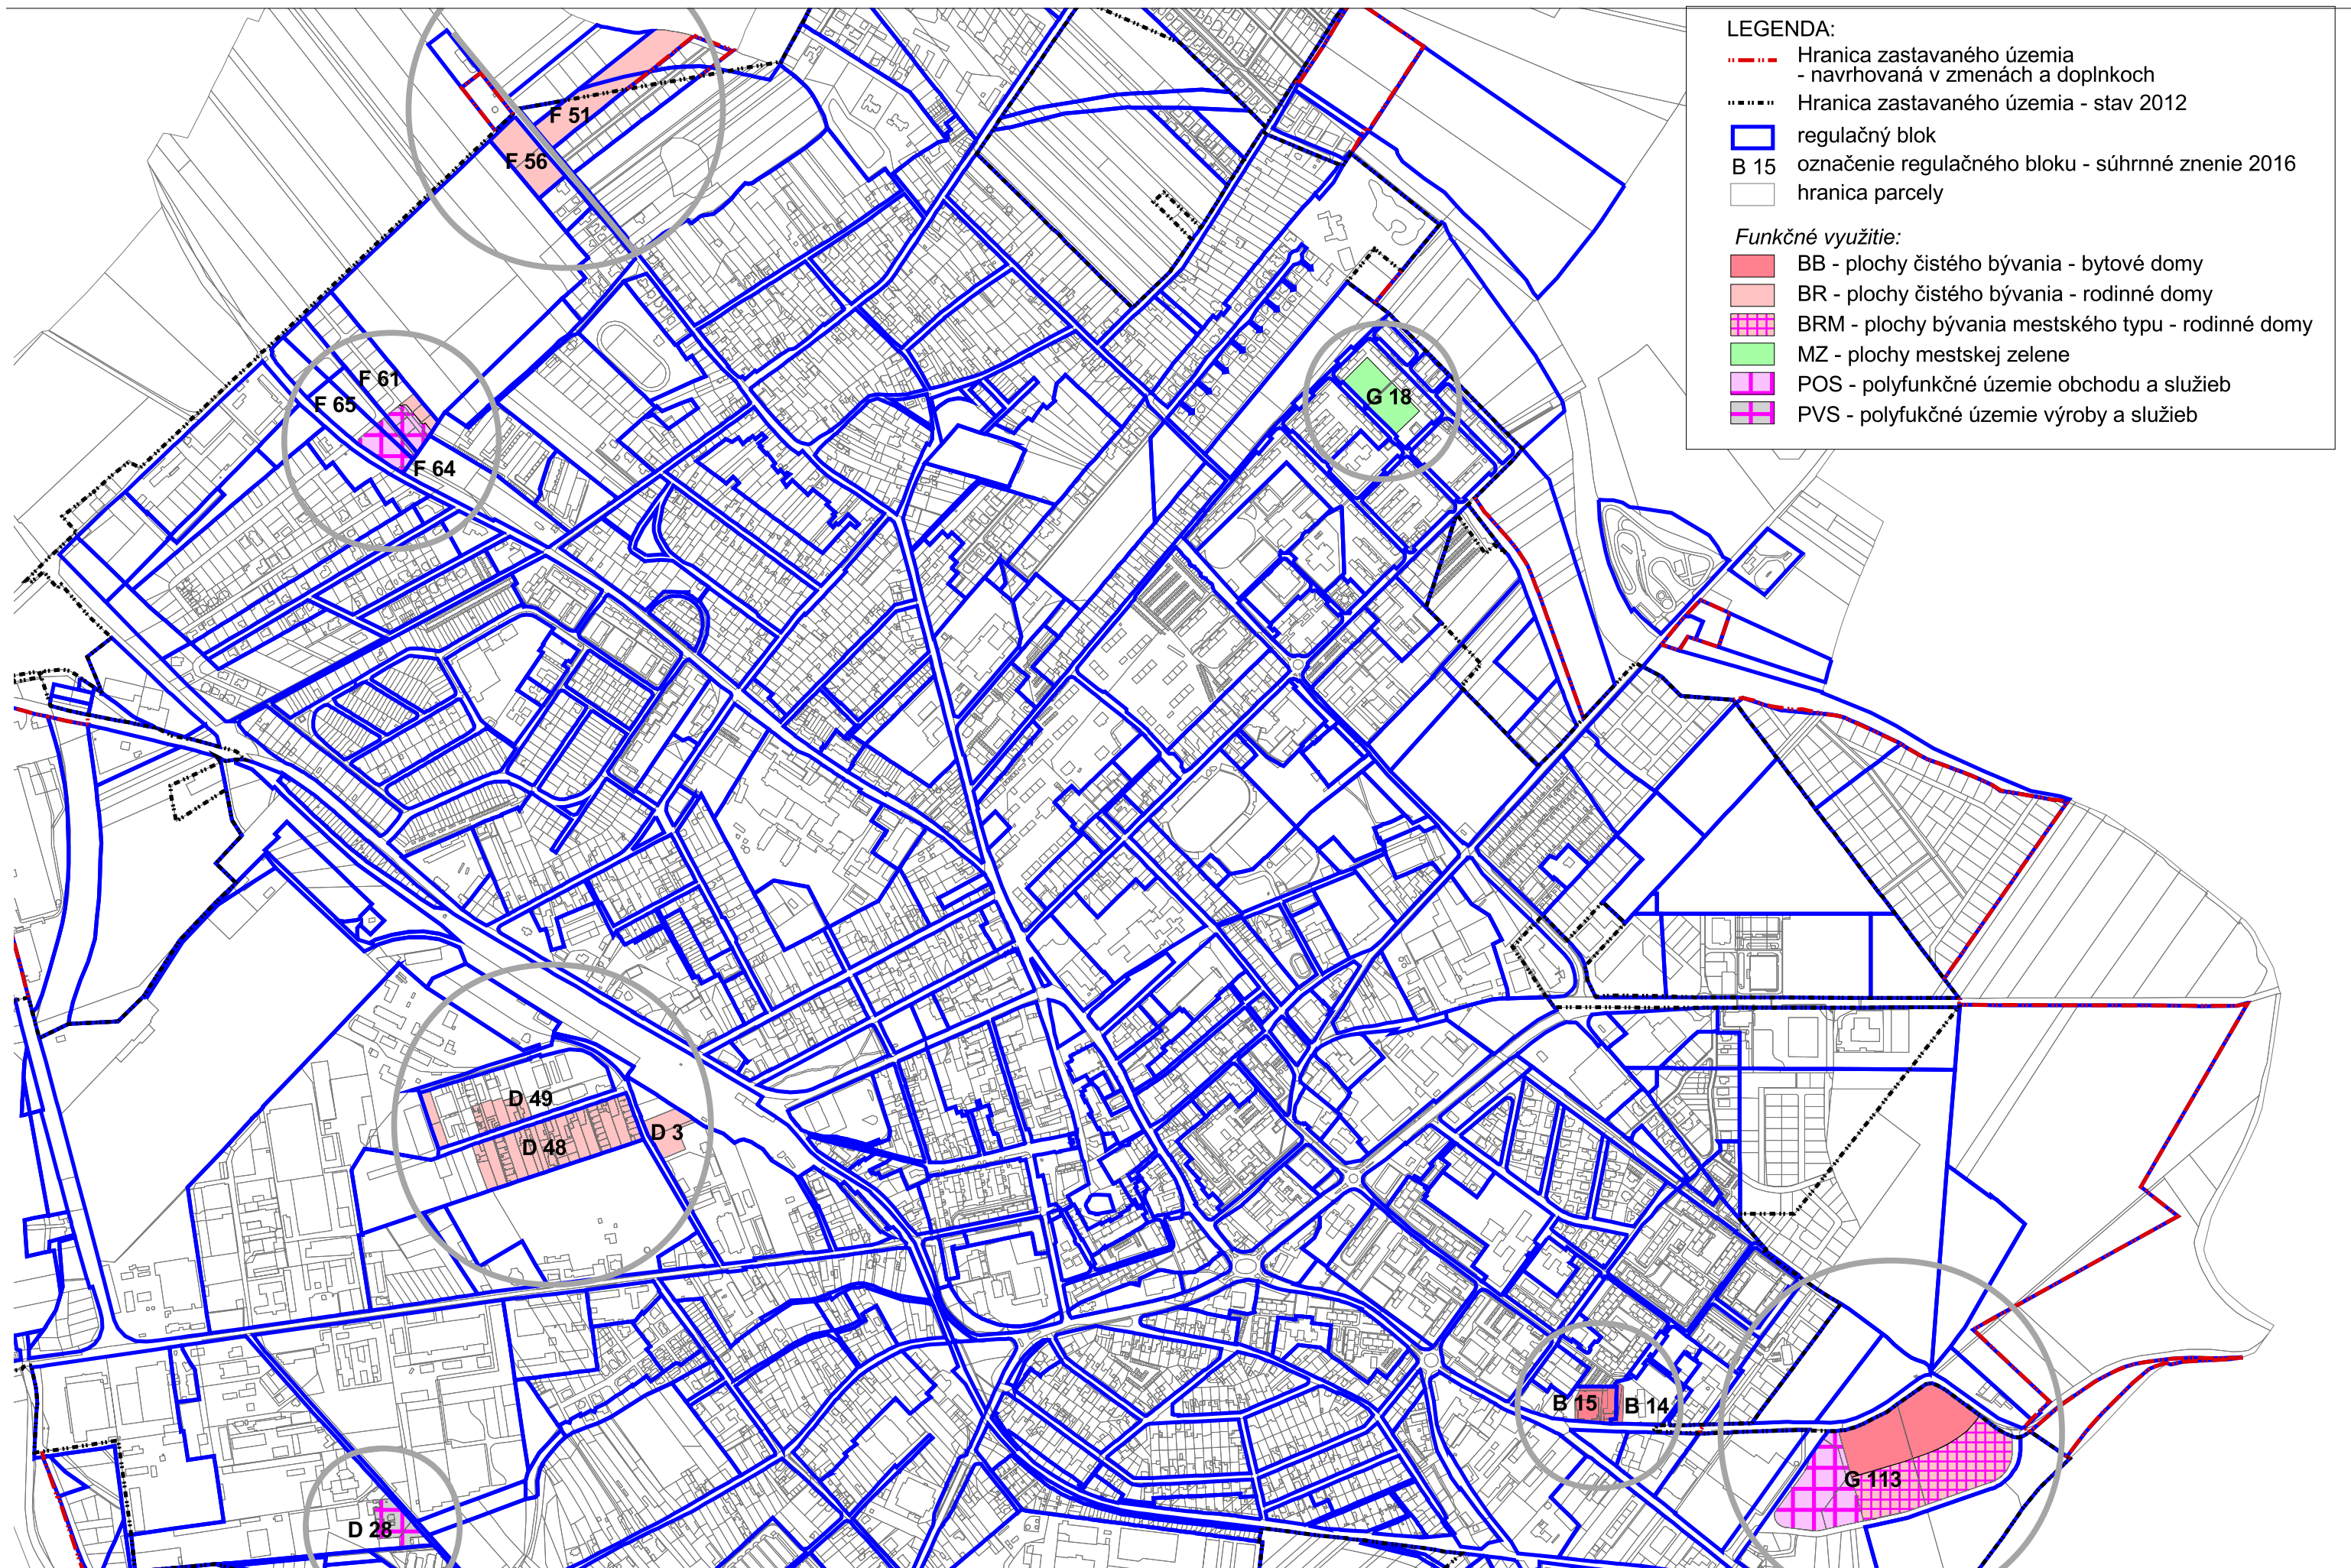 LEGENDA:
Hranica zastavaného územia
- navrhovaná v zmenách a doplnkoch
Hranica zastavaného územia - stav 2012
regulačný blok
B 15 označenie regulačného bloku - súhrnné znenie 2016
hranica parcely
Funkčné využitie:
BB - plochy čistého bývania - bytové domy
BR - plochy čistého bývania - rodinné domy
BRM - plochy bývania mestského typu - rodinné domy
MZ - plochy mestskej zelene
POS - polyfunkčné územie obchodu a služieb
PVS - polyfukčné územie výroby a služieb
F 51
F 56
F 61
F 65
F 64
G 18
D 49
D 48
D 3
B 15
B 14
G 113
D 28